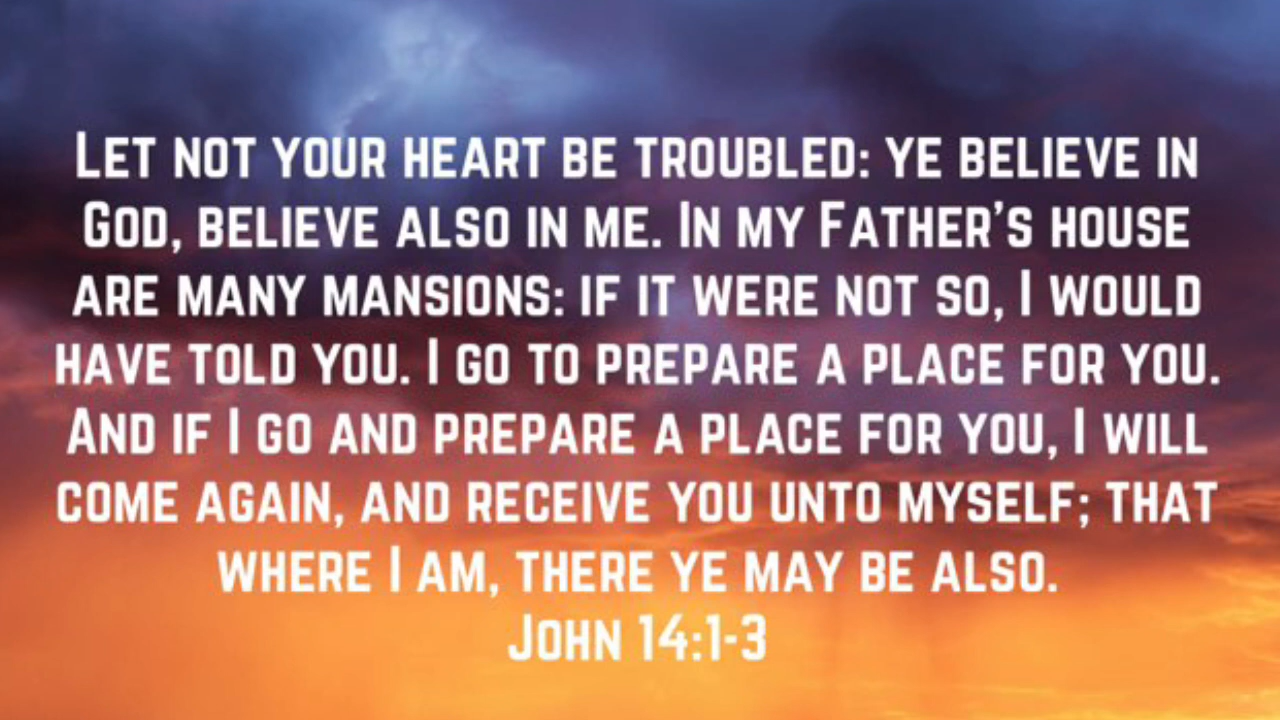 Let not your heart be troubled: ye believe in
God, believe also in me. In my Father’s house
are many mansions: if it were not so, I would
have told you. I go to prepare a place for you.
And if I go and prepare a place for you, I will
come again, and receive you unto myself; that
where I am, there ye may be also.
John 14:1-3